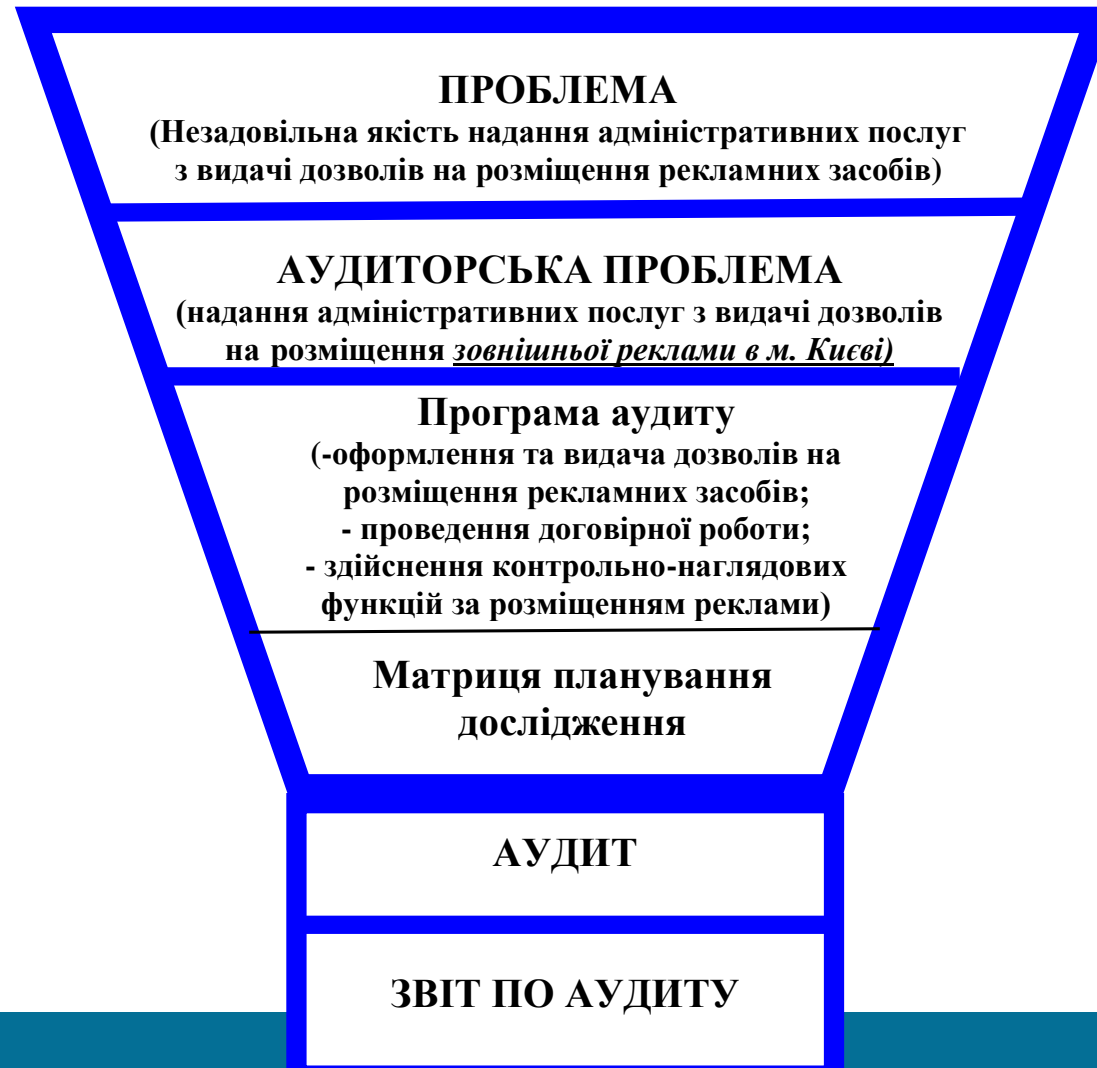 ПРОБЛЕМА
(Незадовільна якість надання адміністративних послуг
з видачі дозволів на розміщення рекламних засобів)
АУДИТОРСЬКА ПРОБЛЕМА
(надання адміністративних послуг з видачі дозволів
на розміщення зовнішньої реклами в м. Києві)
Програма аудиту
(-оформлення та видача дозволів на
розміщення рекламних засобів;
- проведення договірної роботи;
- здійснення контрольно-наглядових
функцій за розміщенням реклами)
Матриця планування
дослідження
АУДИТ
ЗВІТ ПО АУДИТУ